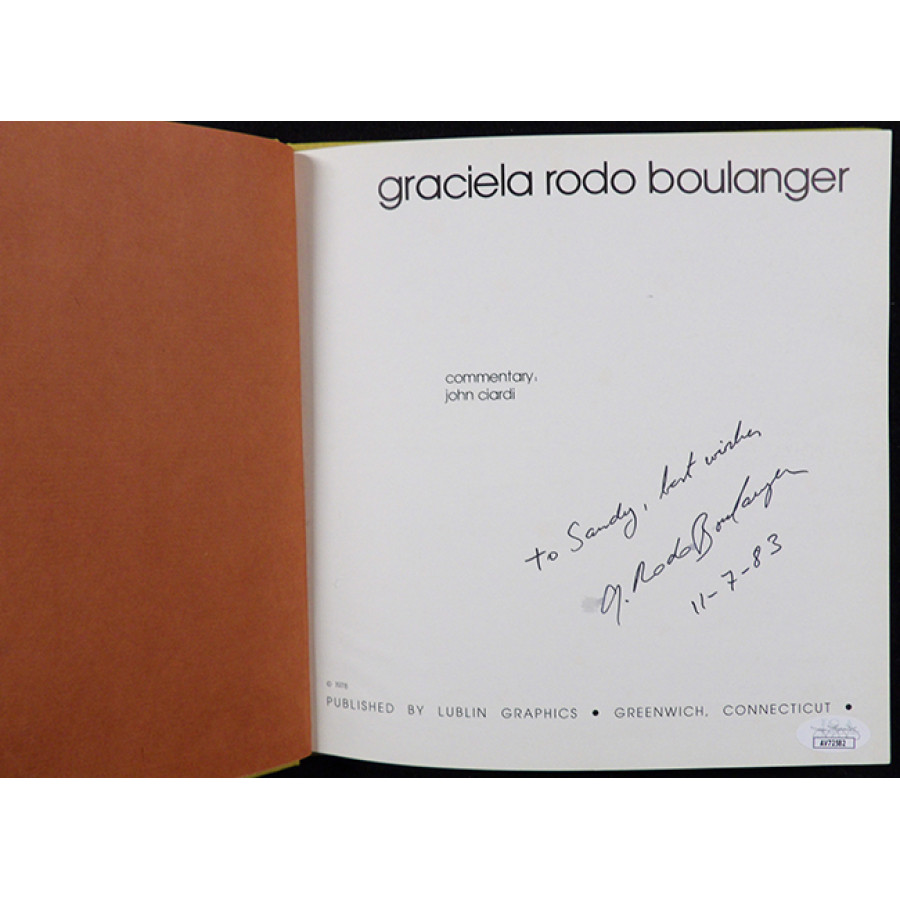 graciela rodo boulanger
commentary,
john ciardi
to Sandy, best wishes
G. Rodo Boulanger
11-7-83
© 1978
PUBLISHED BY LUBLIN GRAPHICS • GREENWICH, CONNECTICUT •
AV72582